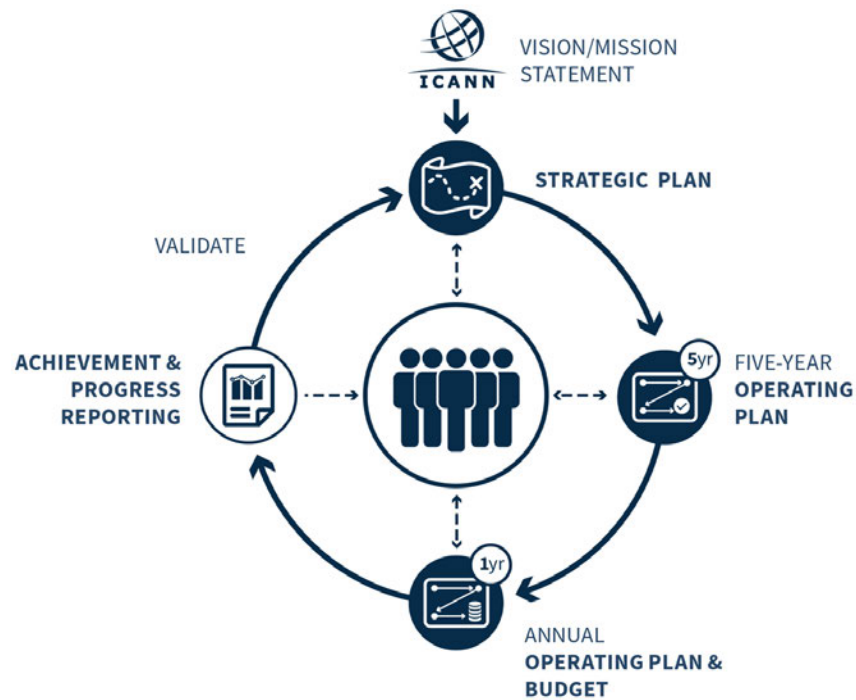 ICANN
VISION/MISSION
STATEMENT
STRATEGIC PLAN
VALIDATE
ACHIEVEMENT &
PROGRESS
REPORTING
5yr
FIVE-YEAR
OPERATING
PLAN
1yr
ANNUAL
OPERATING PLAN &
BUDGET